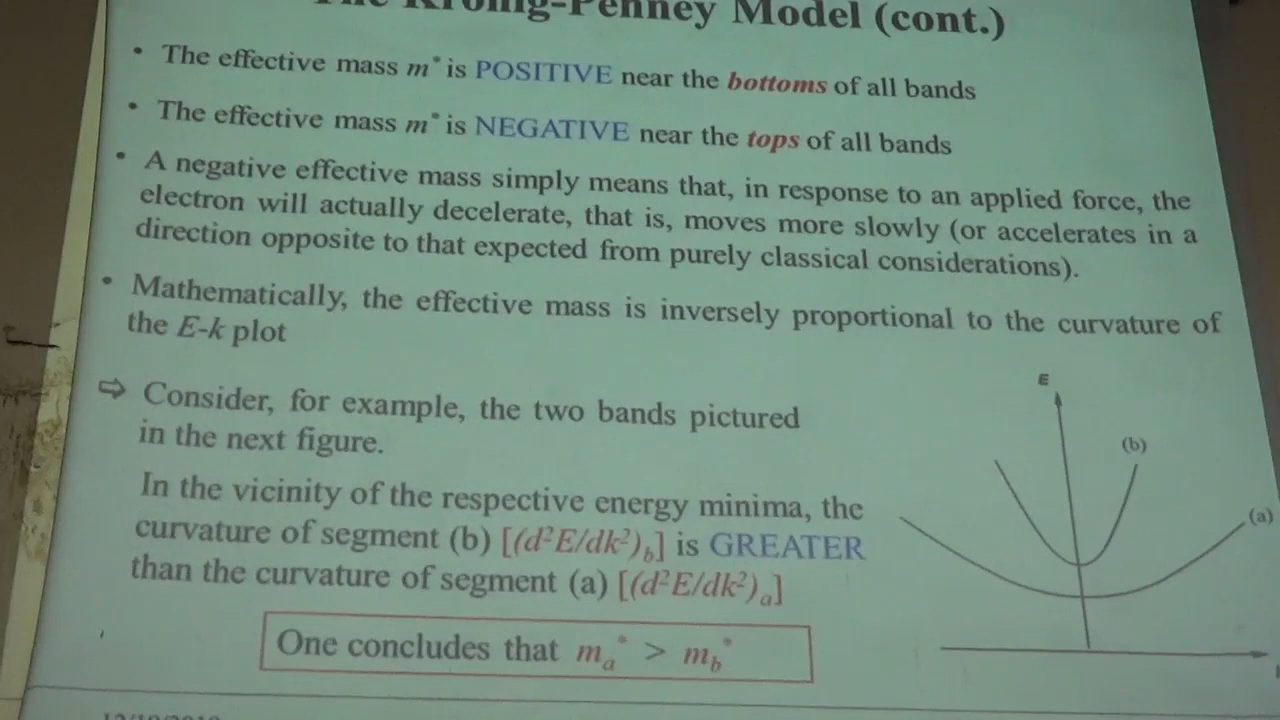 The Kronig-Penney Model (cont.)
• The effective mass m* is POSITIVE near the bottoms of all bands
• The effective mass m* is NEGATIVE near the tops of all bands
• A negative effective mass simply means that, in response to an applied force, the
electron will actually decelerate, that is, moves more slowly (or accelerates in a
direction opposite to that expected from purely classical considerations).
• Mathematically, the effective mass is inversely proportional to the curvature of
the E-k plot
⇨ Consider, for example, the two bands pictured
in the next figure.
In the vicinity of the respective energy minima, the
curvature of segment (b) [(d²E/dk²)b] is GREATER
than the curvature of segment (a) [(d²E/dk²)a]
One concludes that ma* > mb*
E
(b)
(a)